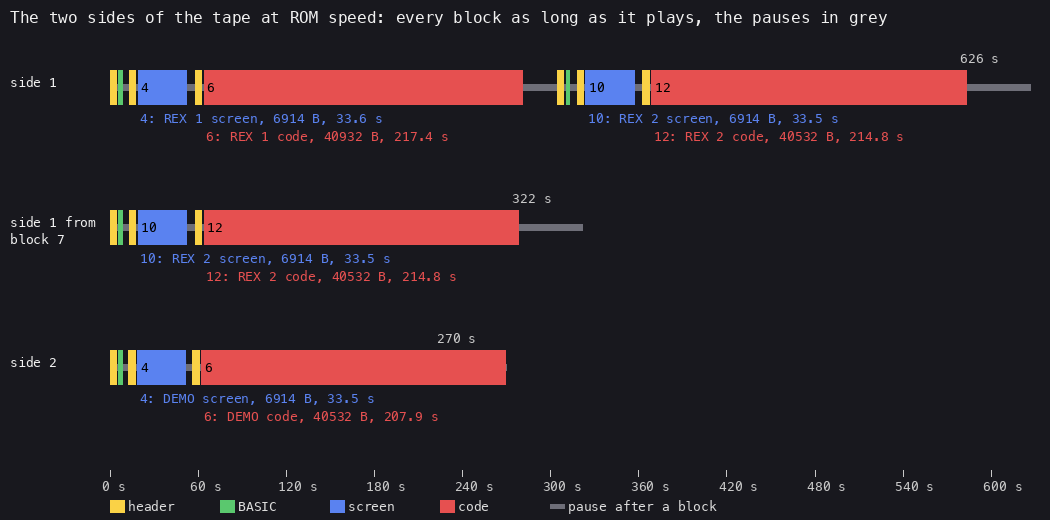 The two sides of the tape at ROM speed: every block as long as it plays, the pauses in grey
626 s
side 1
4
6
10
12
4: REX 1 screen, 6914 B, 33.6 s
10: REX 2 screen, 6914 B, 33.5 s
6: REX 1 code, 40932 B, 217.4 s
12: REX 2 code, 40532 B, 214.8 s
322 s
side 1 from
block 7
10
12
10: REX 2 screen, 6914 B, 33.5 s
12: REX 2 code, 40532 B, 214.8 s
270 s
side 2
4
6
4: DEMO screen, 6914 B, 33.5 s
6: DEMO code, 40532 B, 207.9 s
0 s 60 s 120 s 180 s 240 s 300 s 360 s 420 s 480 s 540 s 600 s
header BASIC screen code pause after a block